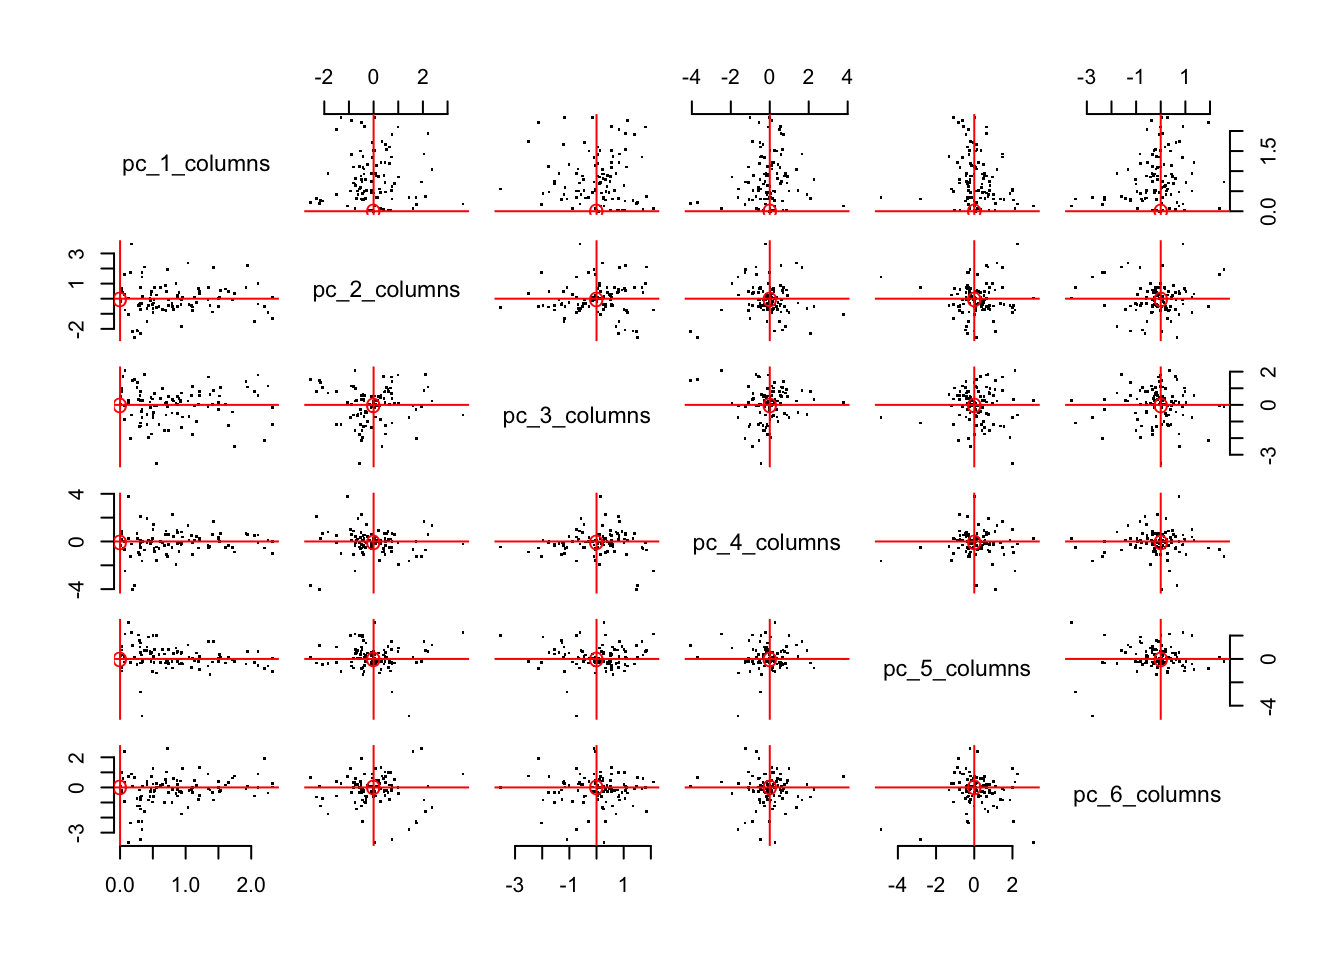 -2 0 2 -4 -2 0 2 4 -3 -1 1
pc_1_columns 0.0 1.5
-2 1 3 pc_2_columns
pc_3_columns -3 0 2
-4 0 4 pc_4_columns
pc_5_columns -4 0
-3 0 2 pc_6_columns
0.0 1.0 2.0 -3 -1 1 -4 -2 0 2